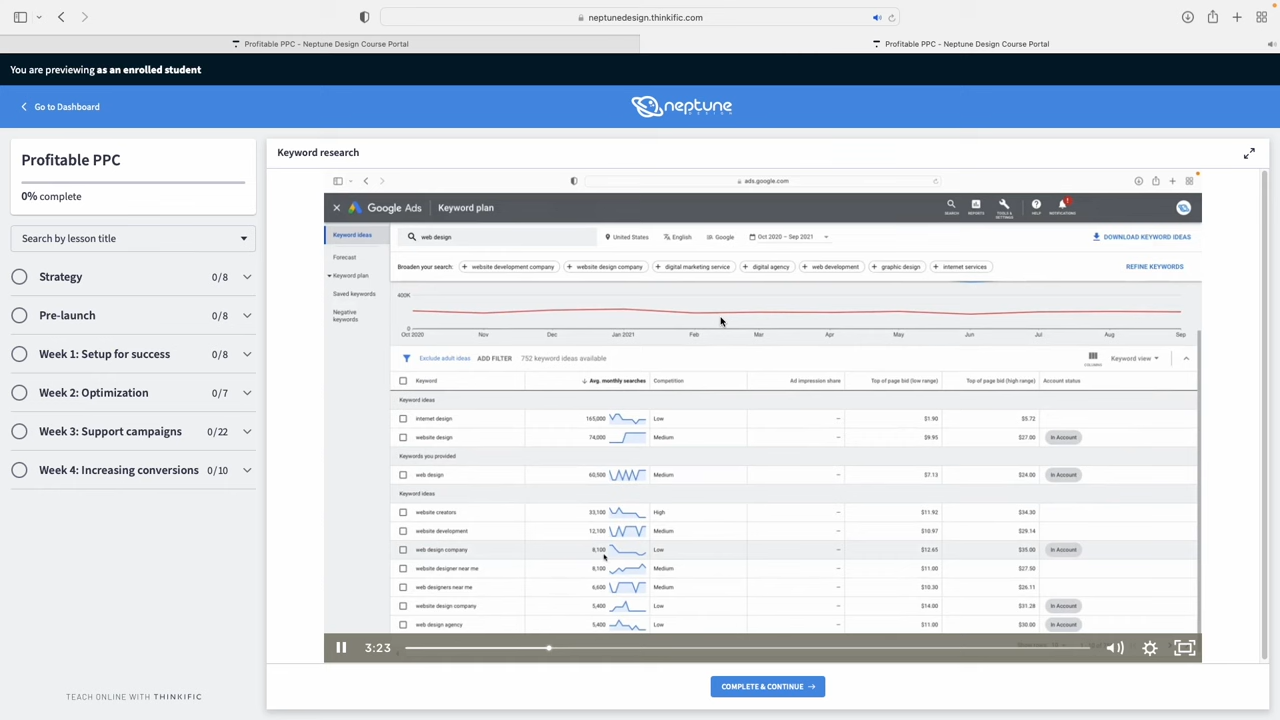 neptunedesign.thinkific.com
Profitable PPC - Neptune Design Course Portal
Profitable PPC - Neptune Design Course Portal
You are previewing as an enrolled student
Go to Dashboard
neptune
DESIGN
Profitable PPC
0% complete
Search by lesson title
Strategy 0/8
Pre-launch 0/8
Week 1: Setup for success 0/8
Week 2: Optimization 0/7
Week 3: Support campaigns 0/22
Week 4: Increasing conversions 0/10
TEACH ONLINE WITH THINKIFIC
Keyword research
ads.google.com
Google Ads Keyword plan
SEARCH REPORTS TOOLS & SETTINGS HELP NOTIFICATIONS
Keyword ideas
Forecast
Keyword plan
Saved keywords
Negative keywords
web design United States English Google Oct 2020 – Sep 2021 DOWNLOAD KEYWORD IDEAS
Broaden your search: + website development company + website design company + digital marketing service + digital agency + web development + graphic design + internet services REFINE KEYWORDS
400K
0
Oct 2020 Nov Dec Jan 2021 Feb Mar Apr May Jun Jul Aug Sep
Exclude adult ideas ADD FILTER 752 keyword ideas available COLUMNS Keyword view
Keyword Avg. monthly searches Competition Ad impression share Top of page bid (low range) Top of page bid (high range) Account status
Keyword ideas
internet design 165,000 Low – $1.90 $5.72
website design 74,000 Medium – $9.95 $27.00 In Account
Keywords you provided
web design 60,500 Medium – $7.13 $24.00 In Account
Keyword ideas
website creators 33,100 High – $11.92 $34.30
website development 12,100 Medium – $10.97 $29.14
web design company 8,100 Low – $12.65 $35.00 In Account
website designer near me 8,100 Medium – $11.00 $27.50
web designers near me 6,600 Medium – $10.30 $26.11
website design company 5,400 Low – $14.00 $31.28 In Account
web design agency 5,400 Low – $11.00 $30.00 In Account
3:23
COMPLETE & CONTINUE →